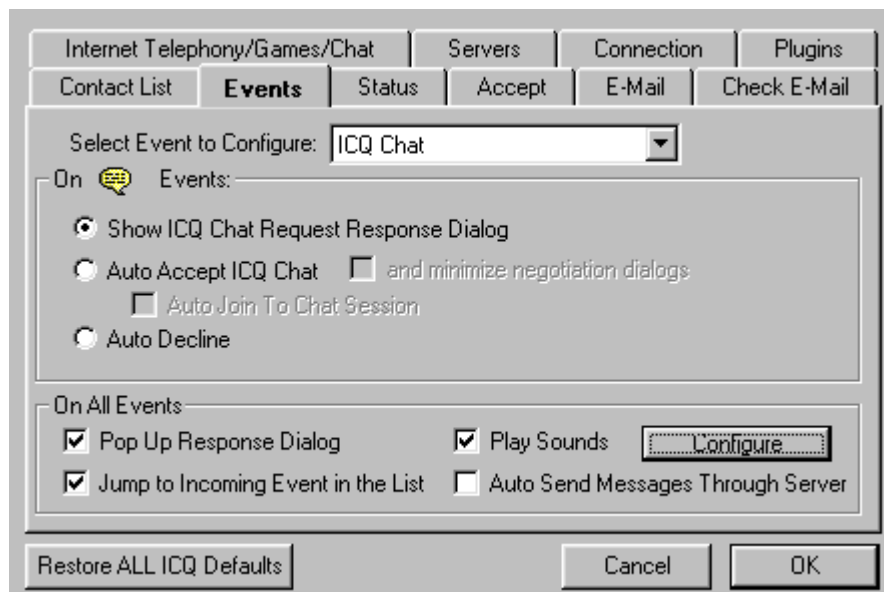 Internet Telephony/Games/Chat Servers Connection Plugins
Contact List Events Status Accept E-Mail Check E-Mail
Select Event to Configure: ICQ Chat
On Events:
Show ICQ Chat Request Response Dialog
Auto Accept ICQ Chat and minimize negotiation dialogs
Auto Join To Chat Session
Auto Decline
On All Events
Pop Up Response Dialog Play Sounds Configure
Jump to Incoming Event in the List Auto Send Messages Through Server
Restore ALL ICQ Defaults Cancel OK